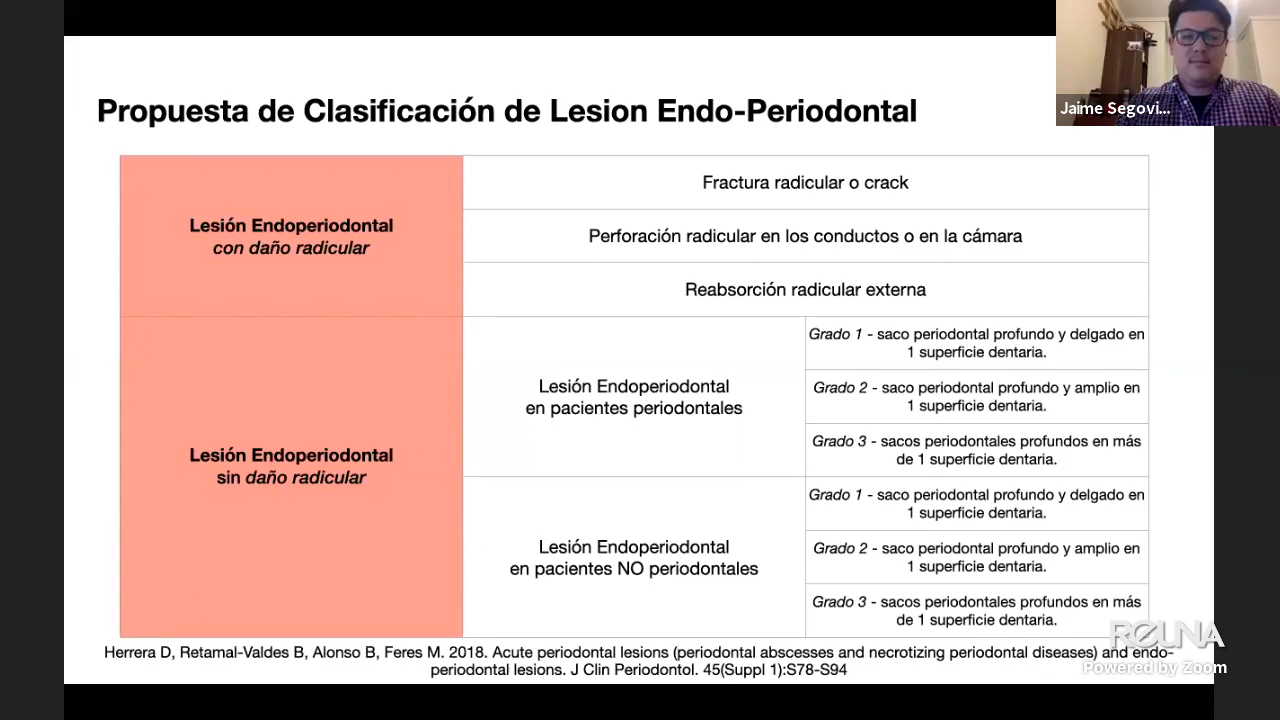 Propuesta de Clasificación de Lesion Endo-Periodontal
Jaime Segovi...
Lesión Endoperiodontal
con daño radicular
Fractura radicular o crack
Perforación radicular en los conductos o en la cámara
Reabsorción radicular externa
Lesión Endoperiodontal
sin daño radicular
Lesión Endoperiodontal
en pacientes periodontales
Grado 1 - saco periodontal profundo y delgado en
1 superficie dentaria.
Grado 2 - saco periodontal profundo y amplio en
1 superficie dentaria.
Grado 3 - sacos periodontales profundos en más
de 1 superficie dentaria.
Lesión Endoperiodontal
en pacientes NO periodontales
Grado 1 - saco periodontal profundo y delgado en
1 superficie dentaria.
Grado 2 - saco periodontal profundo y amplio en
1 superficie dentaria.
Grado 3 - sacos periodontales profundos en más
de 1 superficie dentaria.
Herrera D, Retamal-Valdes B, Alonso B, Feres M. 2018. Acute periodontal lesions (periodontal abscesses and necrotizing periodontal diseases) and endo-
periodontal lesions. J Clin Periodontol. 45(Suppl 1):S78-S94
REUNA
Powered by Zoom